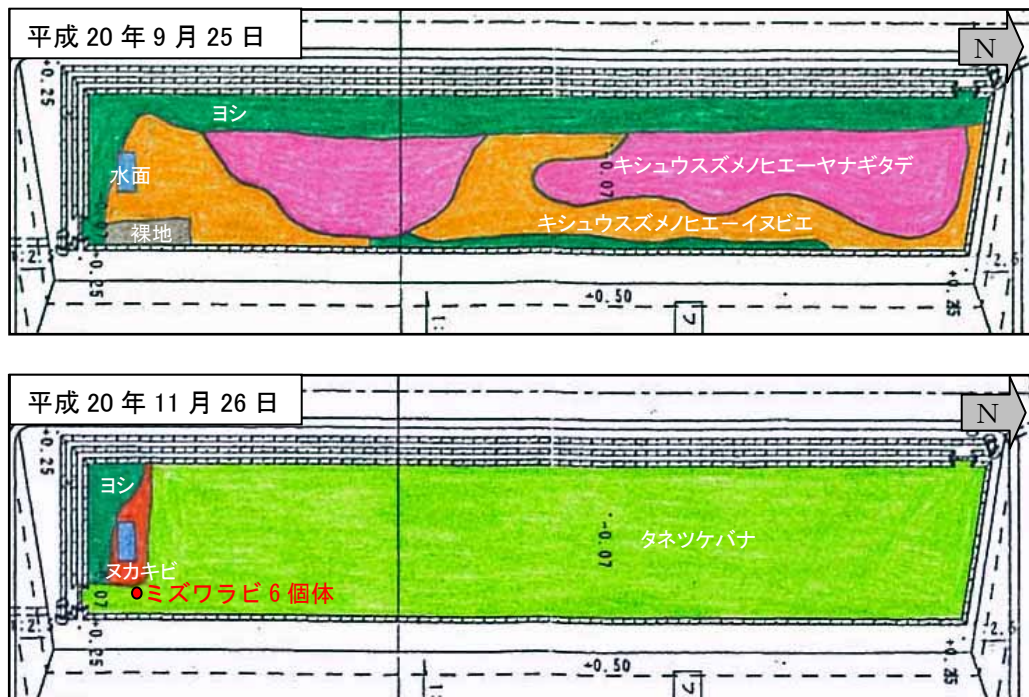 平成 20 年 9 月 25 日
N
+0.25
ヨシ
水面
キシュウスズメノヒエーヤナギタデ
-0.07
キシュウスズメノヒエーイヌビエ
裸地
+0.25
+0.50
フ
平成 20 年 11 月 26 日
N
+0.25
ヨシ
タネツケバナ
-0.07
ヌカキビ
ミズワラビ 6 個体
+0.25
+0.50
フ